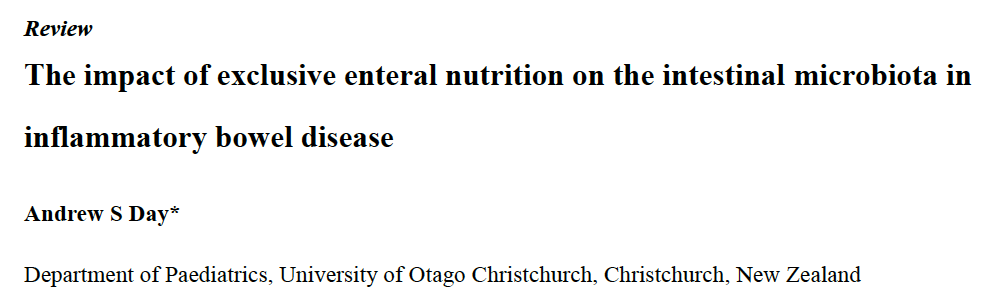 Review
The impact of exclusive enteral nutrition on the intestinal microbiota in
inflammatory bowel disease
Andrew S Day*
Department of Paediatrics, University of Otago Christchurch, Christchurch, New Zealand